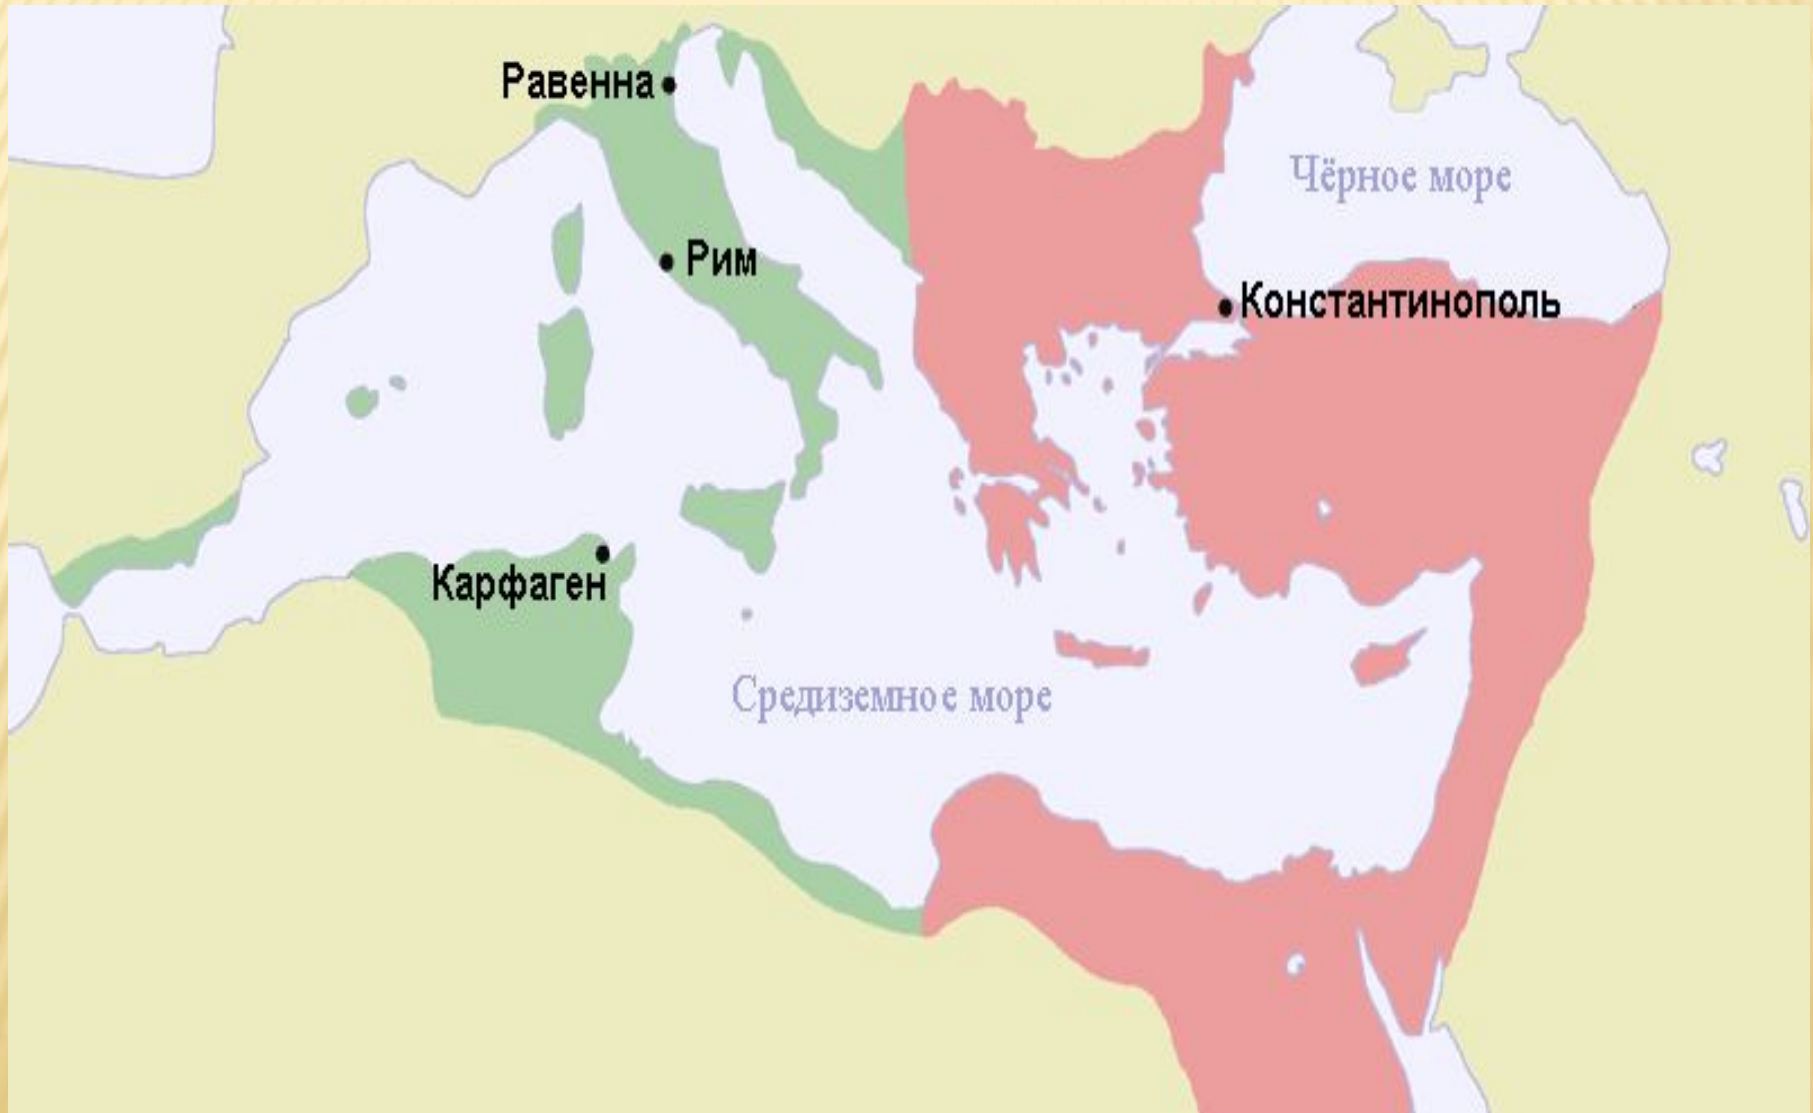 Равенна
Чёрное море
Рим
Константинополь
Карфаген
Средиземное море